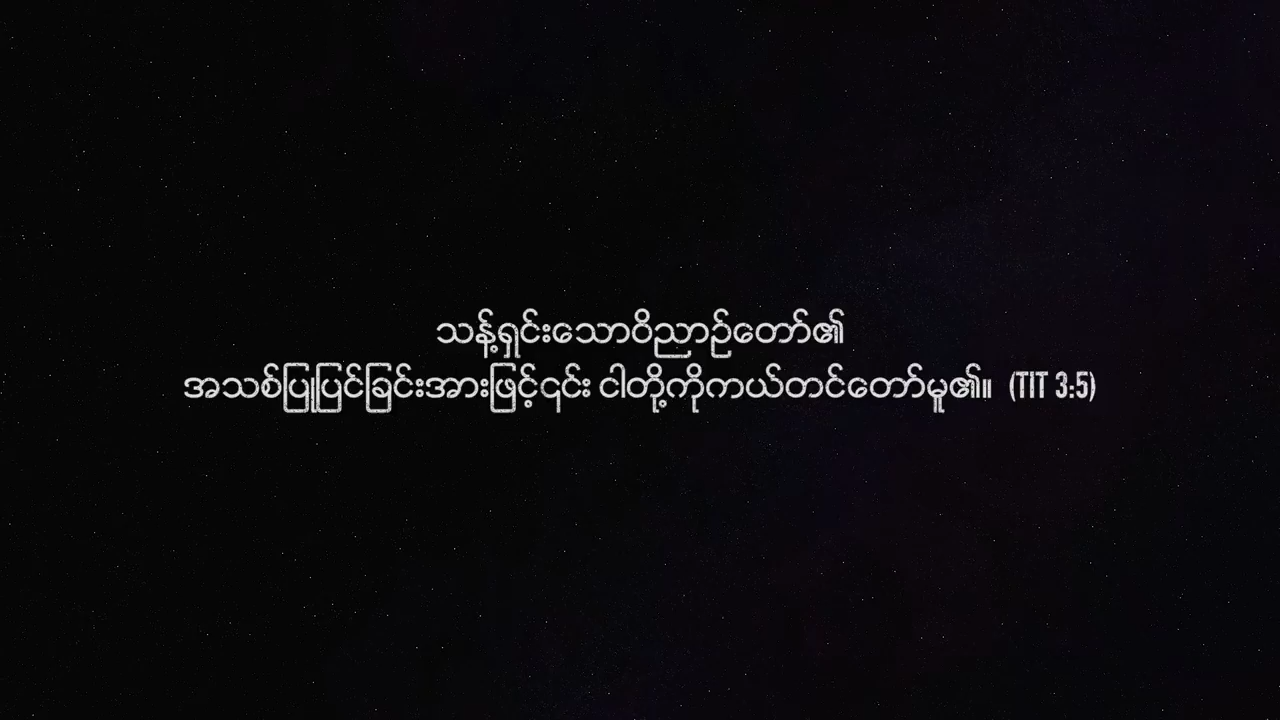 သန့်ရှင်းသောဝိညာဉ်တော်၏
အသစ်ပြုပြင်ခြင်းအားဖြင့်၎င်း ငါတို့ကိုကယ်တင်တော်မူ၏။ (TIT 3:5)